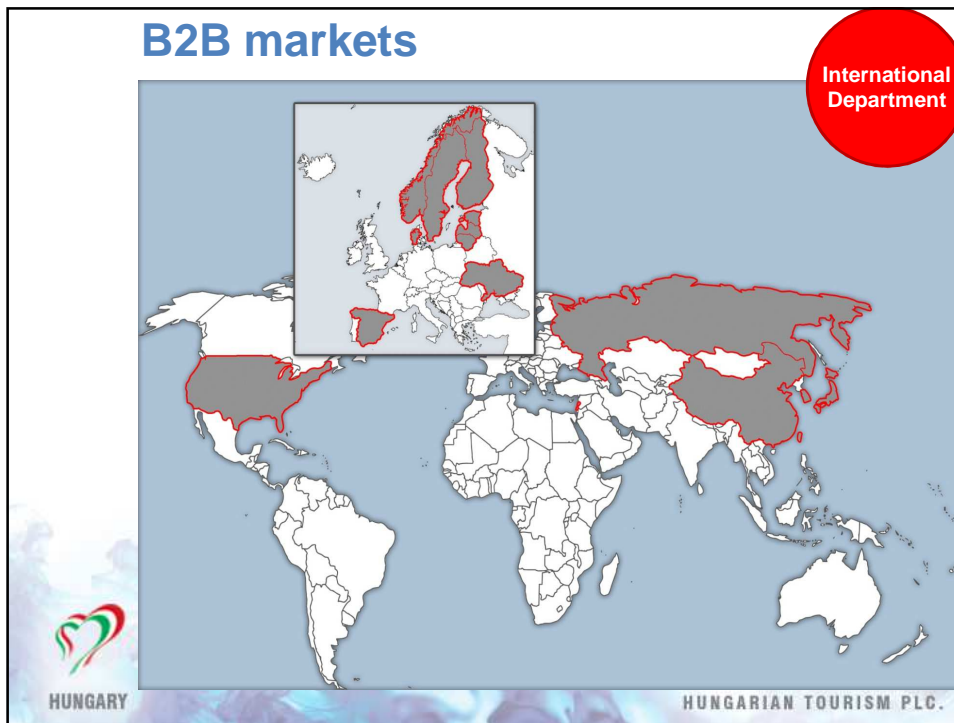 B2B markets
International
Department
HUNGARY
HUNGARIAN TOURISM PLC.